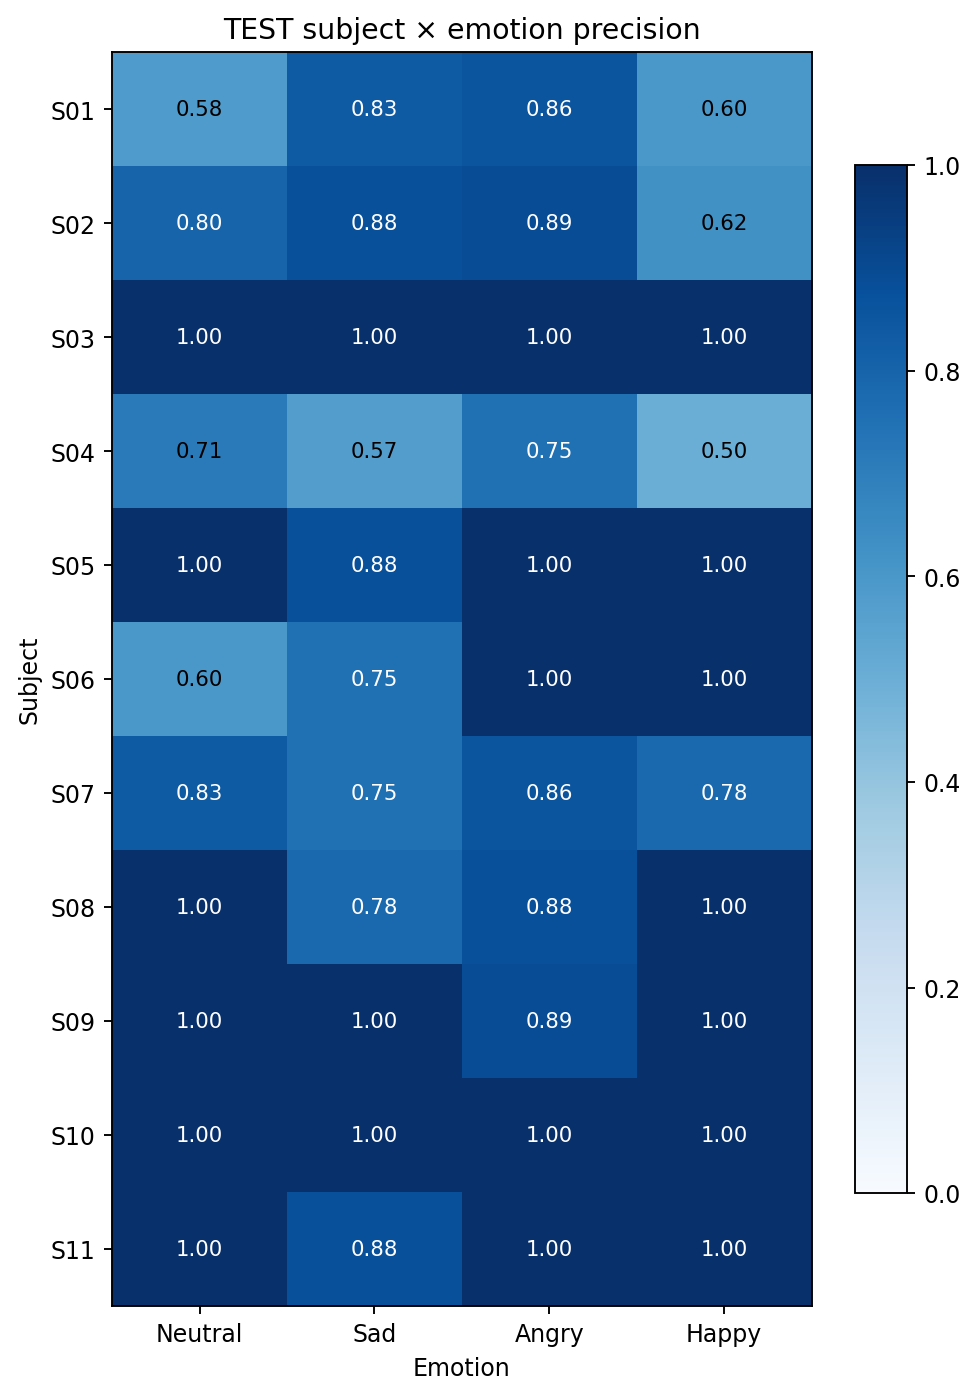 TEST subject × emotion precision
S01 0.58 0.83 0.86 0.60
S02 0.80 0.88 0.89 0.62
S03 1.00 1.00 1.00 1.00
S04 0.71 0.57 0.75 0.50
S05 1.00 0.88 1.00 1.00
S06 0.60 0.75 1.00 1.00
S07 0.83 0.75 0.86 0.78
S08 1.00 0.78 0.88 1.00
S09 1.00 1.00 0.89 1.00
S10 1.00 1.00 1.00 1.00
S11 1.00 0.88 1.00 1.00
Neutral Sad Angry Happy
Emotion
Subject
1.0
0.8
0.6
0.4
0.2
0.0